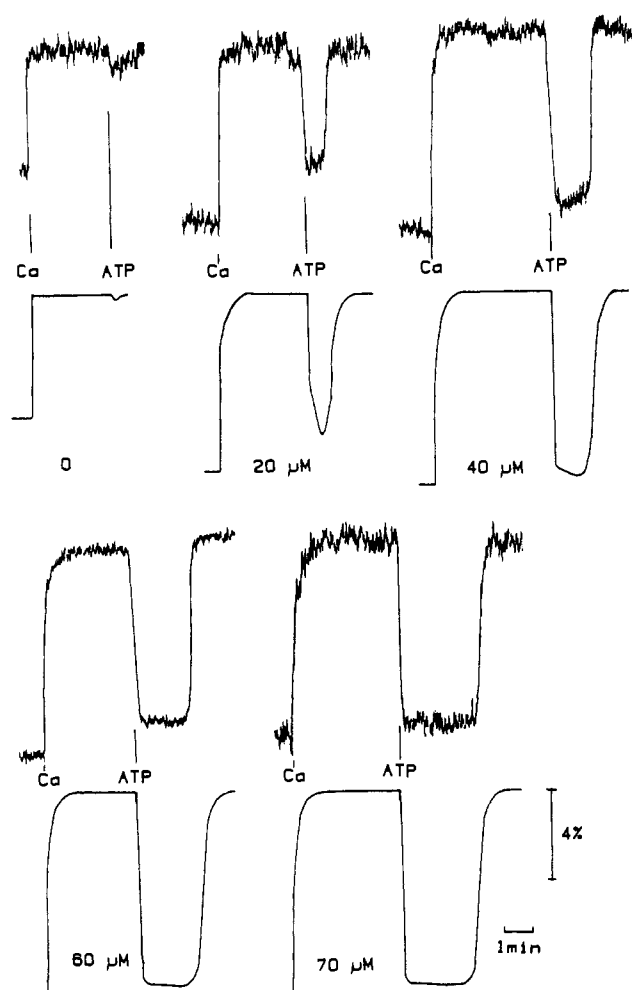 Ca ATP Ca ATP Ca ATP
0 20 µM 40 µM
Ca ATP Ca ATP
4%
1min
60 µM 70 µM